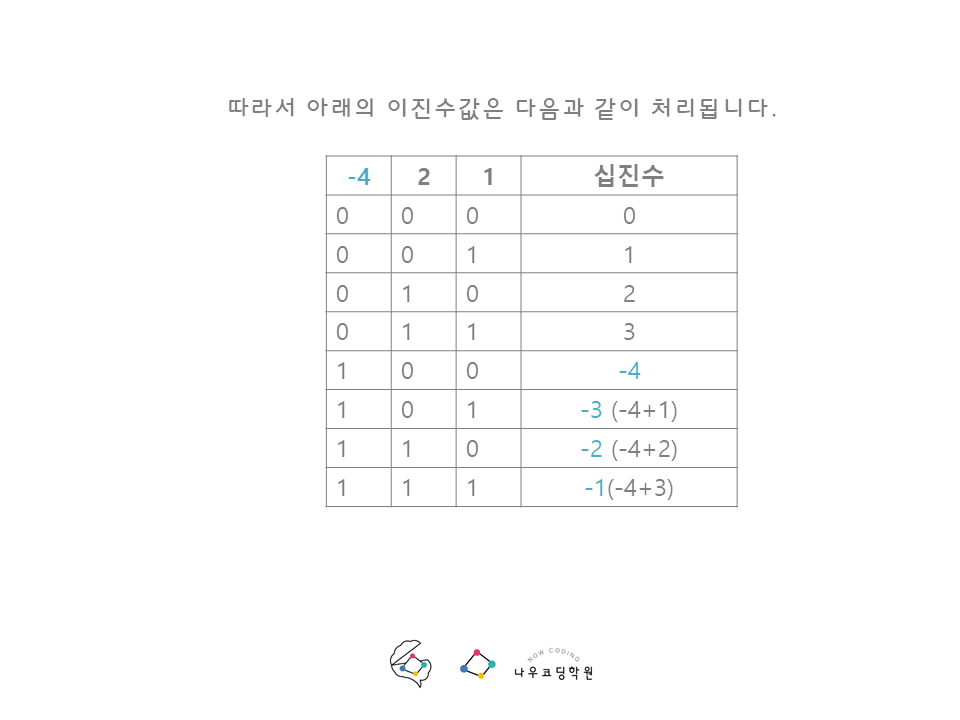 따라서 아래의 이진수값은 다음과 같이 처리됩니다.
-4 2 1 십진수
0 0 0 0
0 0 1 1
0 1 0 2
0 1 1 3
1 0 0 -4
1 0 1 -3 (-4+1)
1 1 0 -2 (-4+2)
1 1 1 -1(-4+3)
NOW CODING
나우코딩학원